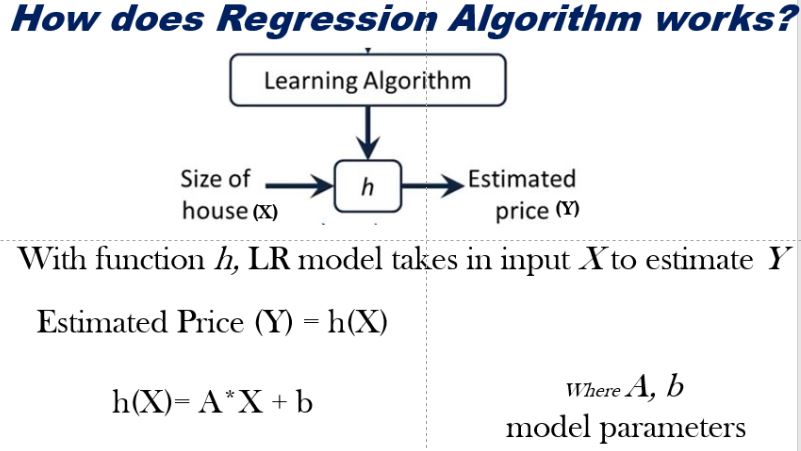 How does Regression Algorithm works?
Learning Algorithm
Size of
house (X)
h
Estimated
price (Y)
With function h, LR model takes in input X to estimate Y
Estimated Price (Y) = h(X)
h(X)= A*X + b
Where A, b
model parameters